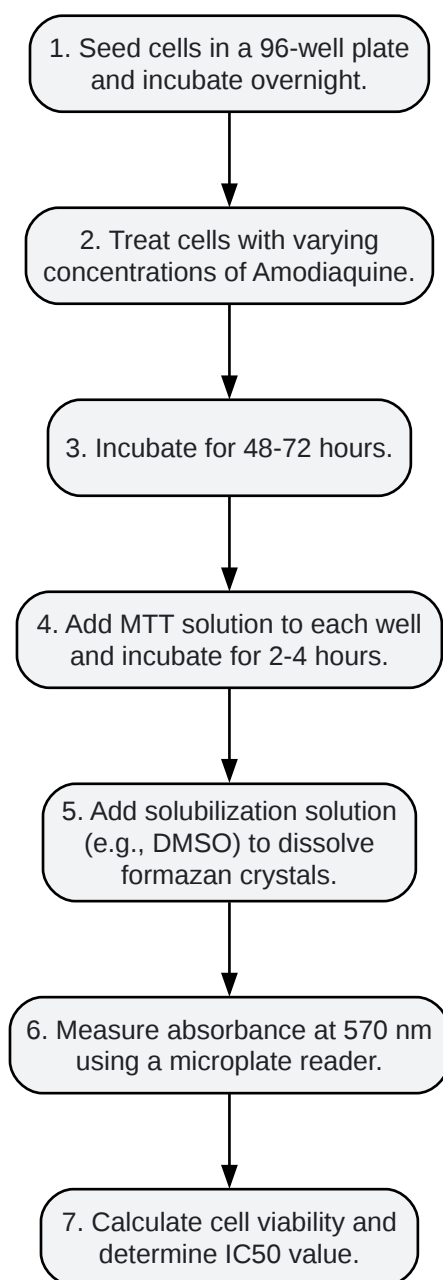 1. Seed cells in a 96-well plate
and incubate overnight.
2. Treat cells with varying
concentrations of Amodiaquine.
3. Incubate for 48-72 hours.
4. Add MTT solution to each well
and incubate for 2-4 hours.
5. Add solubilization solution
(e.g., DMSO) to dissolve
formazan crystals.
6. Measure absorbance at 570 nm
using a microplate reader.
7. Calculate cell viability and
determine IC50 value.